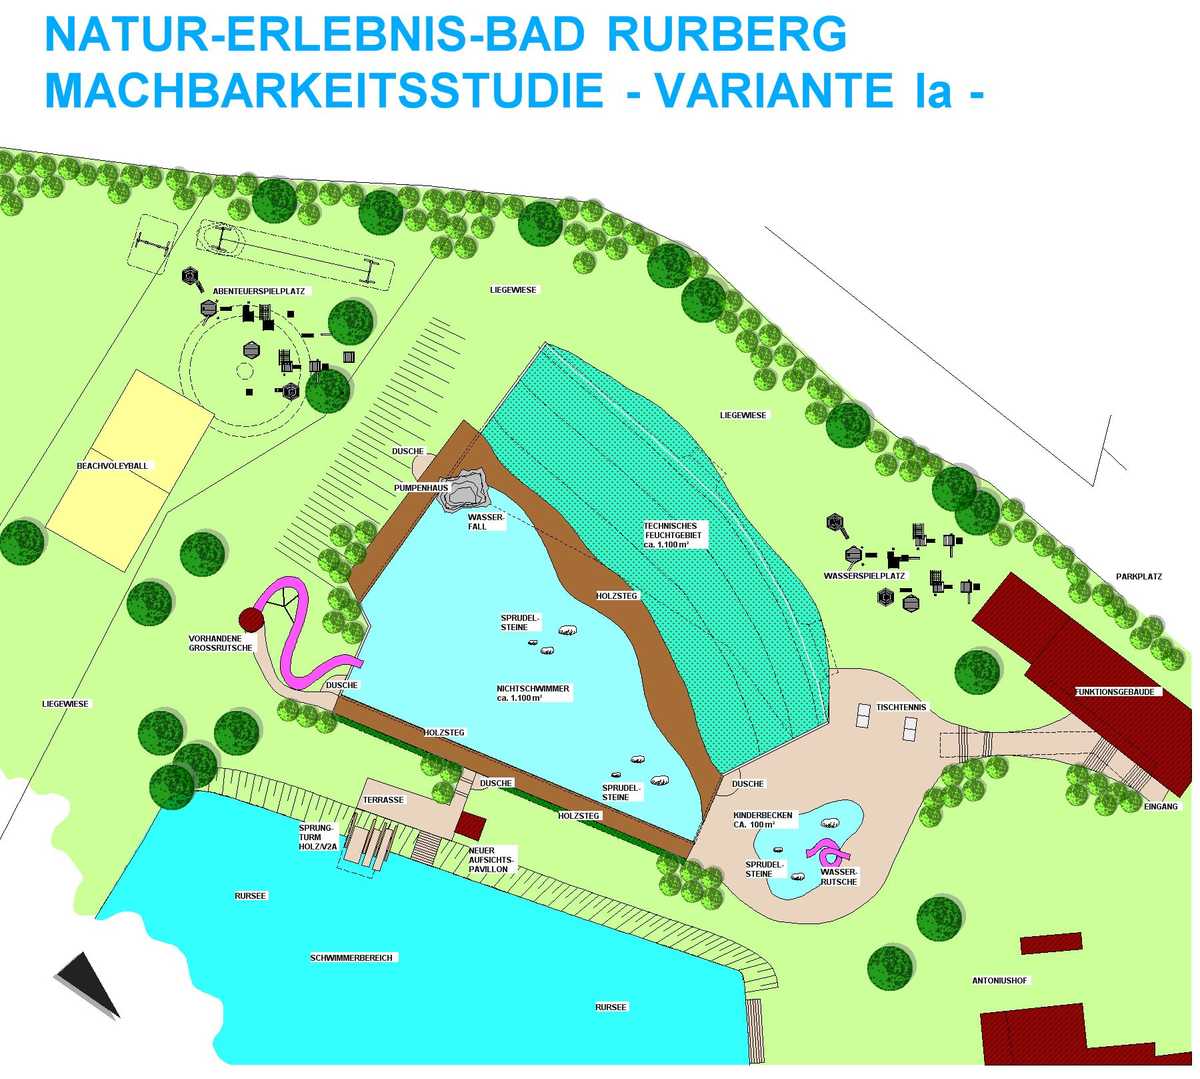 NATUR-ERLEBNIS-BAD RURBERG
MACHBARKEITSSTUDIE - VARIANTE Ia -
LIEGEWIESE
ABENTEUERSPIELPLATZ
LIEGEWIESE
DUSCHE
BEACHVOLEYBALL
PUMPENHAUS
WASSER-
FALL
TECHNISCHES
FEUCHTGEBIET
ca. 1.100 m²
WASSERSPIELPLATZ
PARKPLATZ
HOLZSTEG
SPRUDEL-
STEINE
VORHANDENE
GROSSRUTSCHE
DUSCHE
NICHTSCHWIMMER
ca. 1.100 m²
FUNKTIONSGEBÄUDE
LIEGEWIESE
TISCHTENNIS
HOLZSTEG
DUSCHE
SPRUDEL-
STEINE
DUSCHE
TERRASSE
EINGANG
HOLZSTEG
KINDERBECKEN
CA. 100 m²
SPRUNG-
TURM
HOLZ/V2A
NEUER
AUFSICHTS-
PAVILLON
SPRUDEL-
STEINE
WASSER-
RUTSCHE
RURSEE
SCHWIMMERBEREICH
ANTONIUSHOF
RURSEE